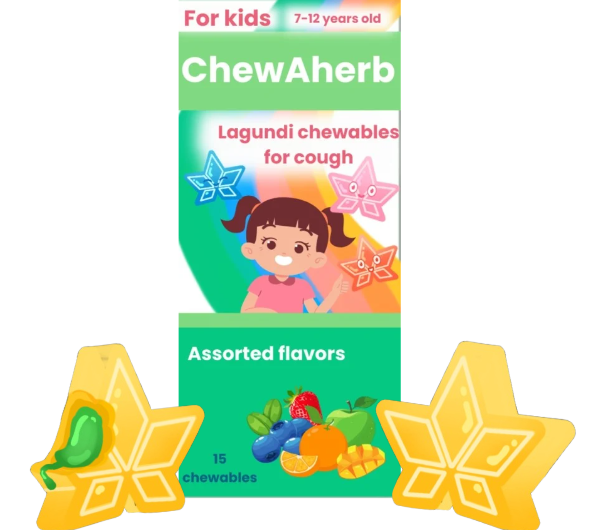 For kids 7-12 years old
ChewAherb
Lagundi chewables
for cough
Assorted flavors
15
chewables